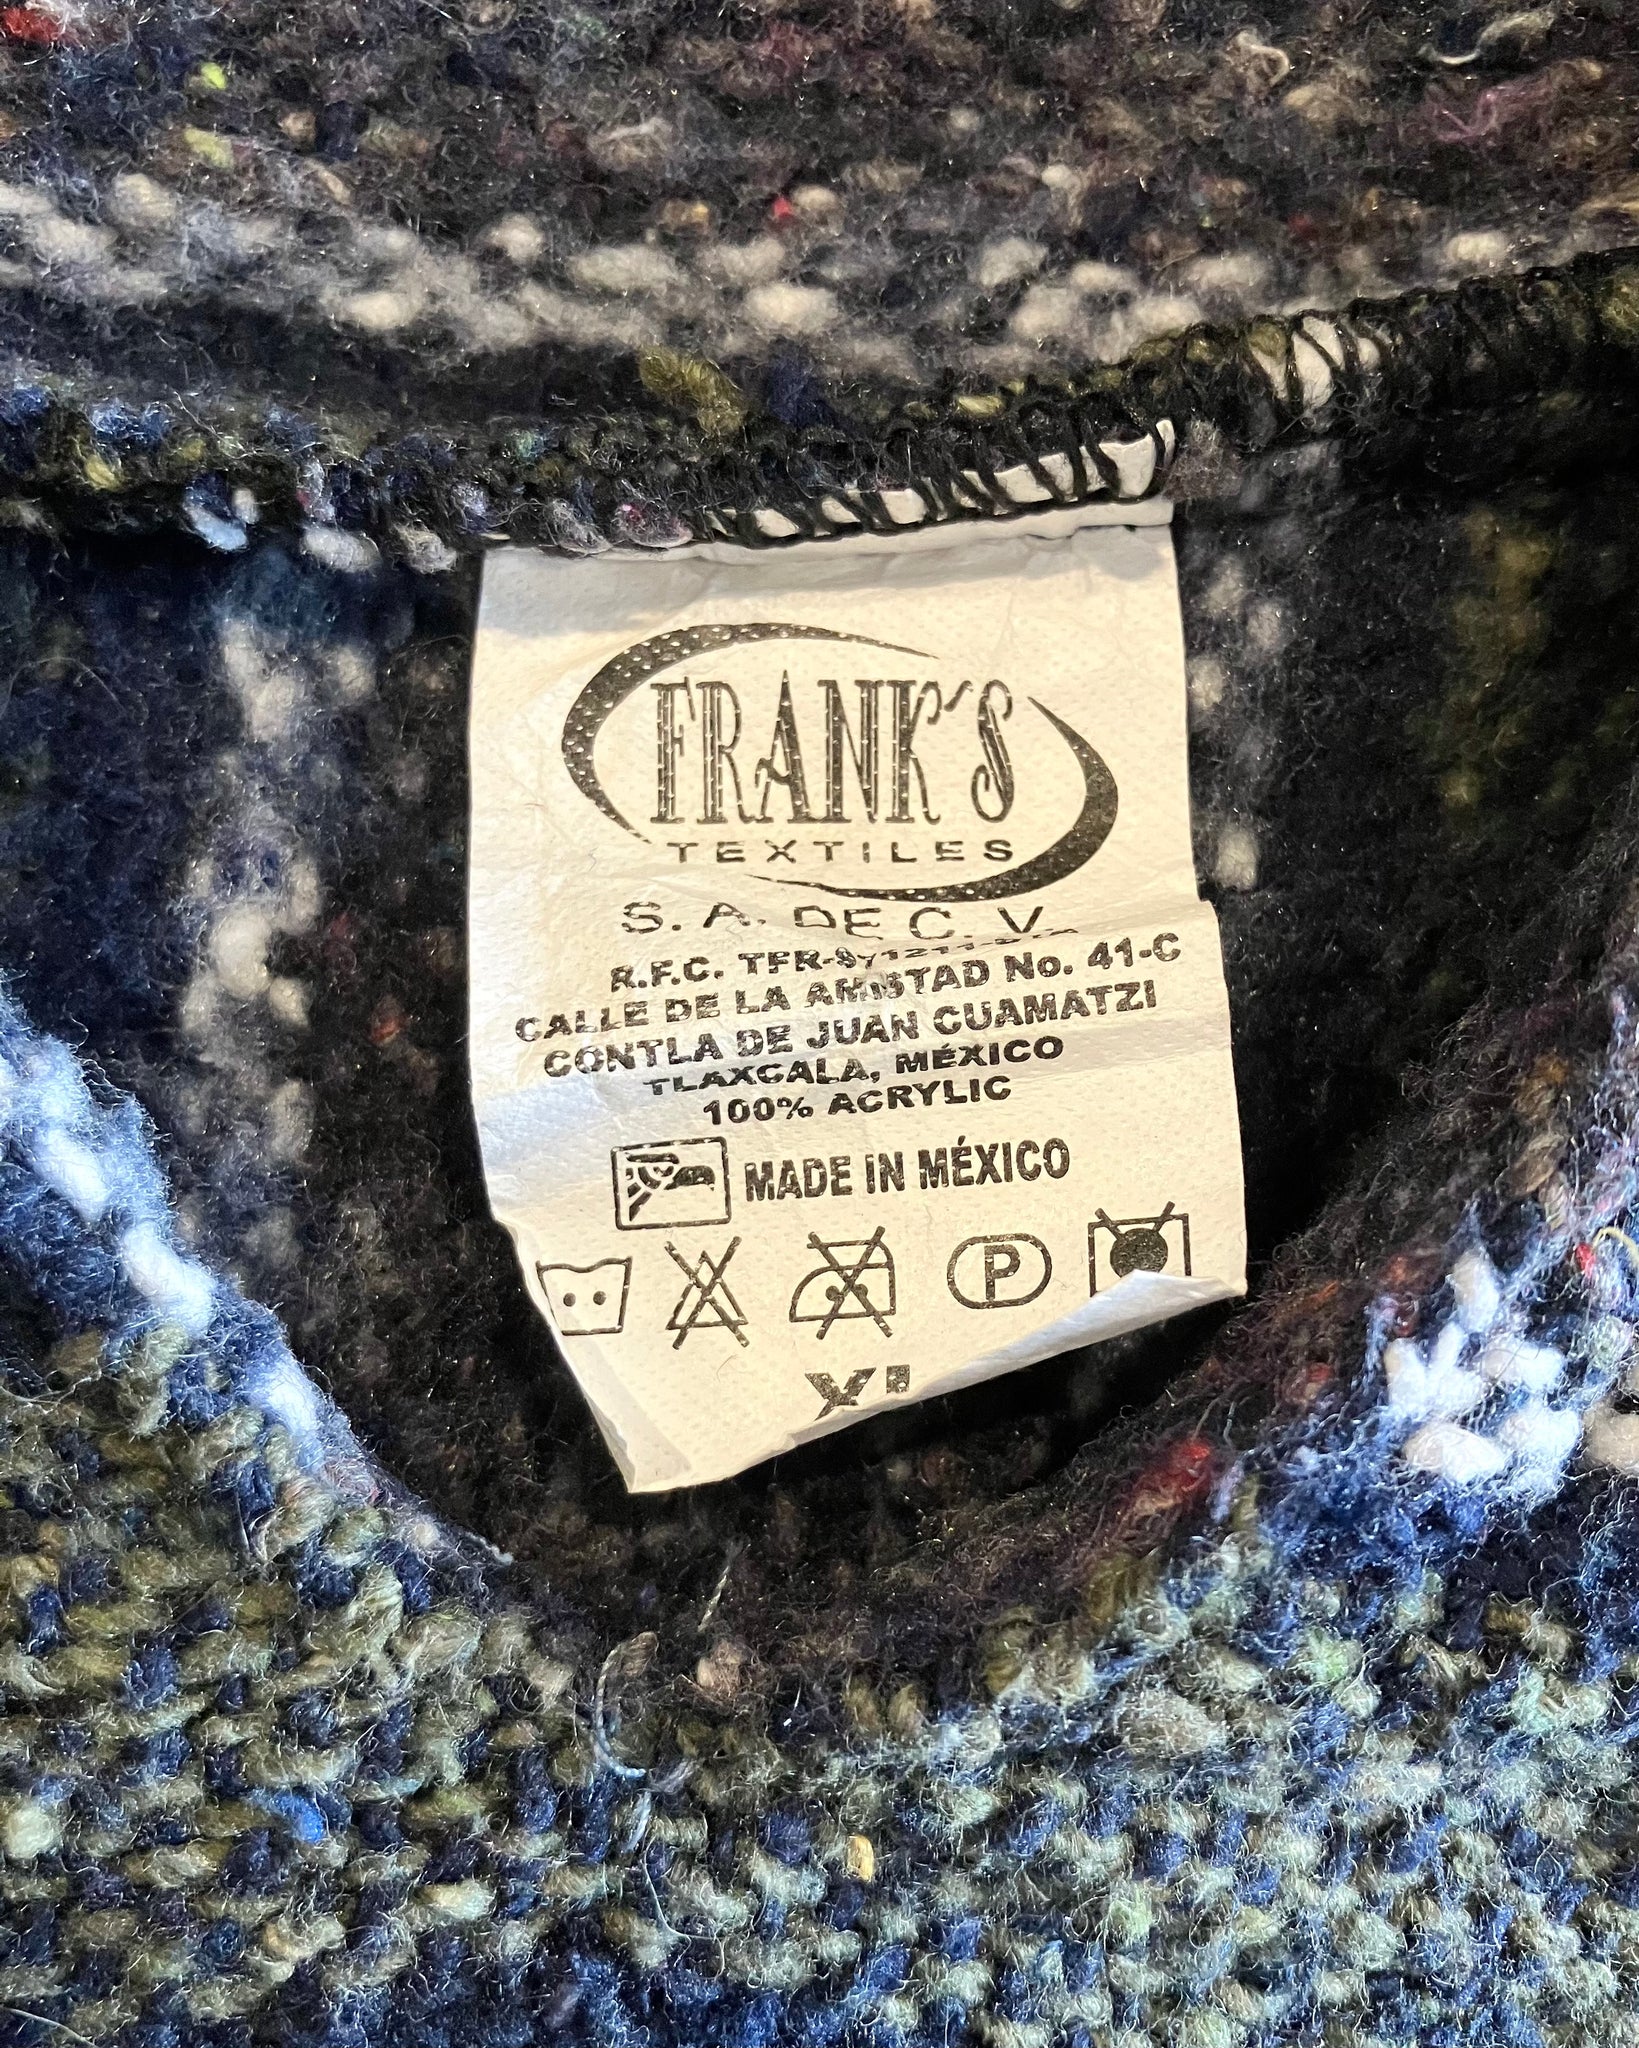 FRANK´S
TEXTILES
S. A. DE C. V.
R.F.C.
CALLE DE LA AMISTAD No. 41-C
CONTLA DE JUAN CUAMATZI
TLAXCALA, MÉXICO
100% ACRYLIC
MADE IN MÉXICO
P